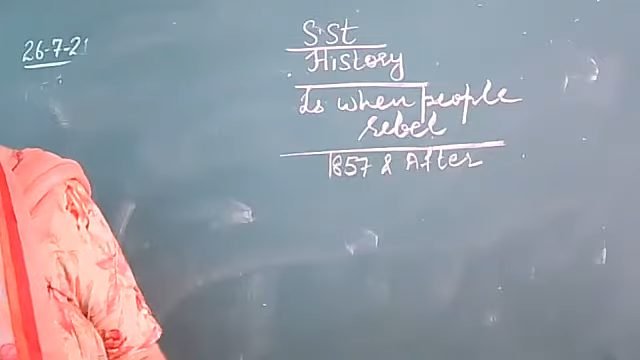 26-7-21
S.St
History
Ls when people
rebel
1857 & After